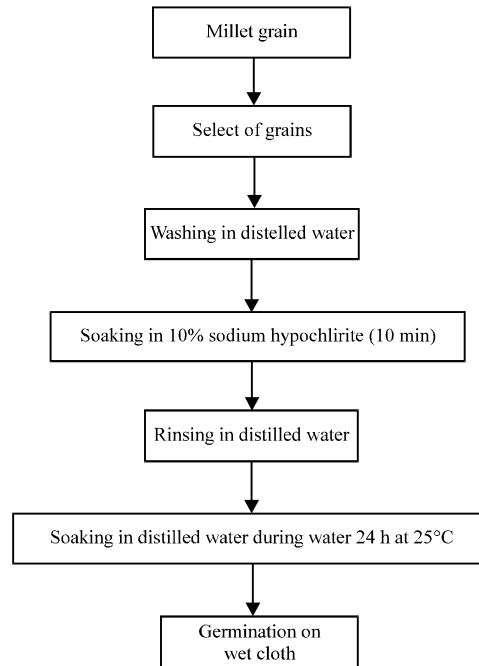 Millet grain
Select of grains
Washing in distelled water
Soaking in 10% sodium hypochlirite (10 min)
Rinsing in distilled water
Soaking in distilled water during water 24 h at 25°C
Germination on
wet cloth